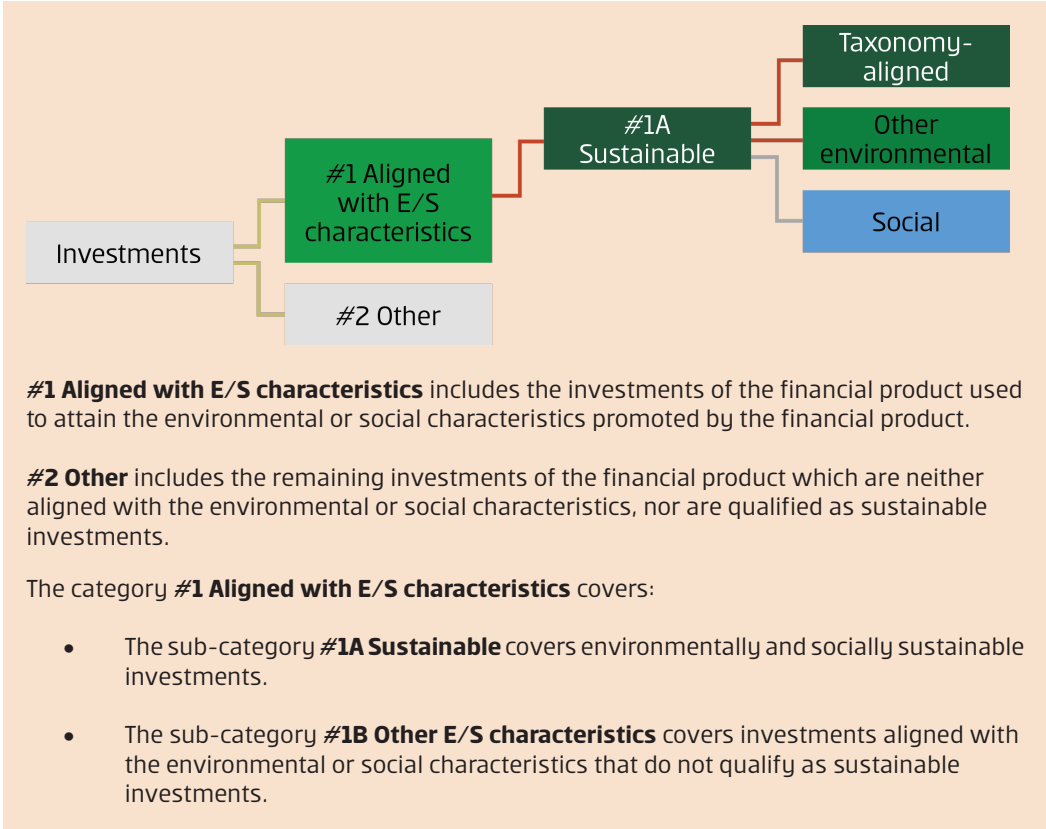 Taxonomy-
aligned
#1A
Sustainable
Other
environmental
#1 Aligned
with E/S
characteristics
Social
Investments
#2 Other
#1 Aligned with E/S characteristics includes the investments of the financial product used
to attain the environmental or social characteristics promoted by the financial product.
#2 Other includes the remaining investments of the financial product which are neither
aligned with the environmental or social characteristics, nor are qualified as sustainable
investments.
The category #1 Aligned with E/S characteristics covers:
• The sub-category #1A Sustainable covers environmentally and socially sustainable
investments.
• The sub-category #1B Other E/S characteristics covers investments aligned with
the environmental or social characteristics that do not qualify as sustainable
investments.